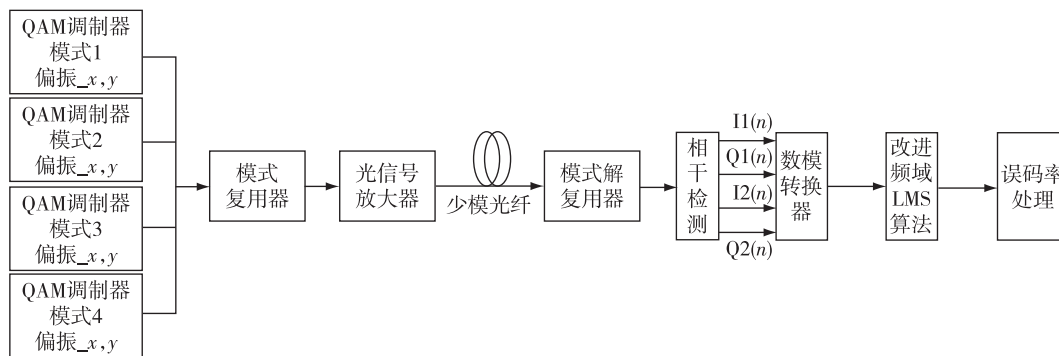 QAM调制器
模式1
偏振_x,y
QAM调制器
模式2
偏振_x,y
QAM调制器
模式3
偏振_x,y
QAM调制器
模式4
偏振_x,y
模式
复用器
光信号
放大器
少模光纤
模式解
复用器
相
干
检
测
I1(n)
Q1(n)
I2(n)
Q2(n)
数模
转换
器
改进
频域
LMS
算法
误码率
处理